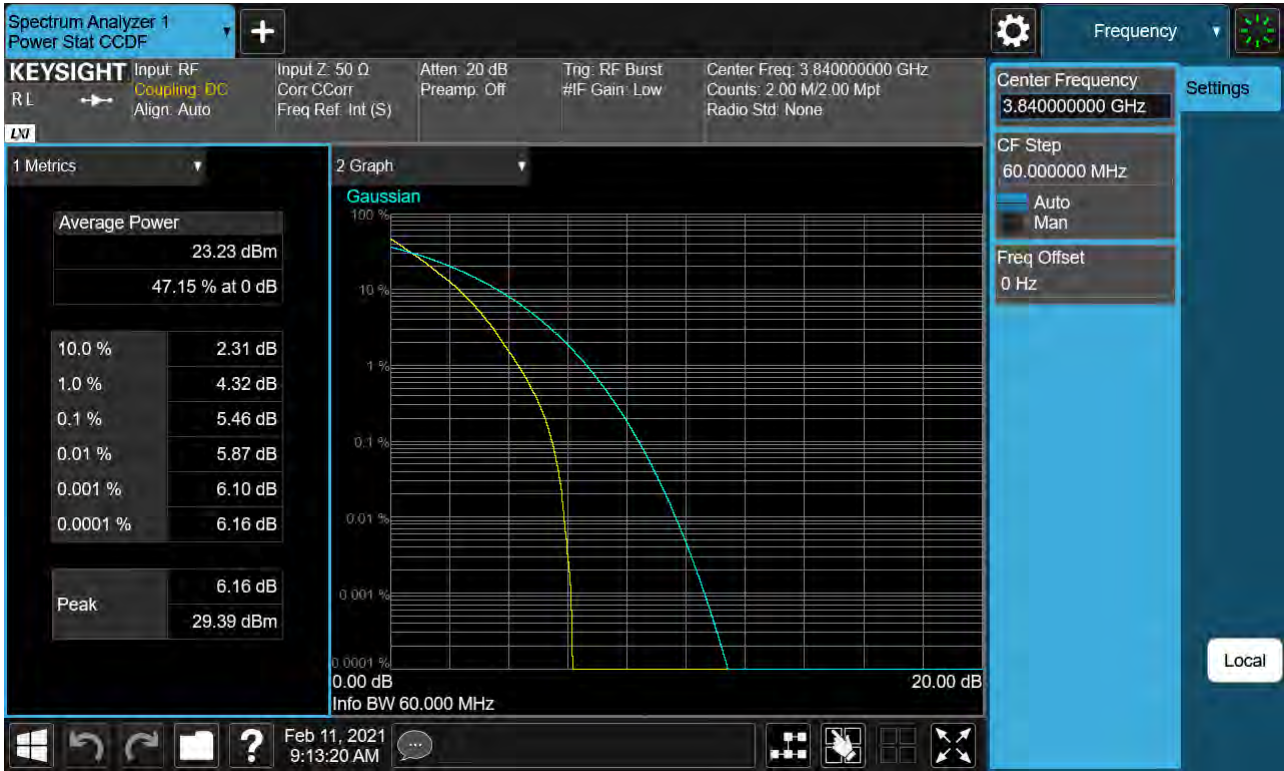 Spectrum Analyzer 1
Power Stat CCDF
Frequency
KEYSIGHT
R L
LXI
Input: RF
Coupling: DC
Align: Auto
Input Z: 50 Ω
Corr CCorr
Freq Ref: Int (S)
Atten: 20 dB
Preamp: Off
Trig: RF Burst
#IF Gain: Low
Center Freq: 3.840000000 GHz
Counts: 2.00 M/2.00 Mpt
Radio Std: None
Center Frequency
3.840000000 GHz
Settings
CF Step
60.000000 MHz
Auto
Man
Freq Offset
0 Hz
1 Metrics
Average Power
23.23 dBm
47.15 % at 0 dB
10.0 % 2.31 dB
1.0 % 4.32 dB
0.1 % 5.46 dB
0.01 % 5.87 dB
0.001 % 6.10 dB
0.0001 % 6.16 dB
Peak
6.16 dB
29.39 dBm
2 Graph
Gaussian
100 %
10 %
1 %
0.1 %
0.01 %
0.001 %
0.0001 %
0.00 dB 20.00 dB
Info BW 60.000 MHz
Local
?
Feb 11, 2021
9:13:20 AM